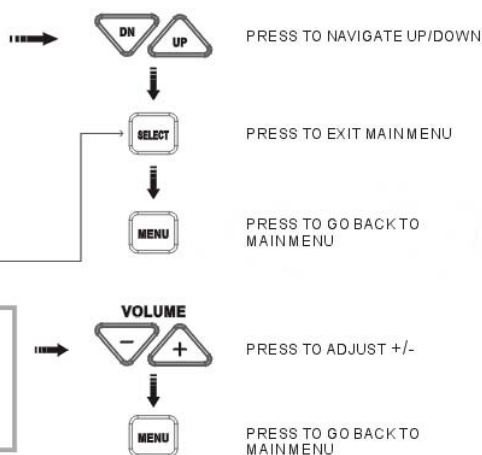 DN
UP
PRESS TO NAVIGATE UP/DOWN
SELECT
PRESS TO EXIT MAIN MENU
MENU
PRESS TO GO BACK TO
MAIN MENU
VOLUME
- +
PRESS TO ADJUST +/-
MENU
PRESS TO GO BACK TO
MAIN MENU